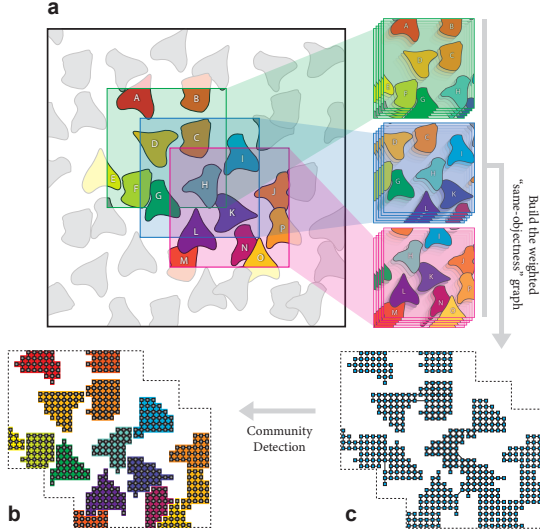 a
A
B
D
C
I
E
F
G
H
J
K
L
P
N
M
O
A
B
D
C
E
F
G
H
D
C
I
H
G
K
L
I
H
J
K
L
P
N
M
O
Build the weighted
"same-objectness" graph
Community
Detection
b
c